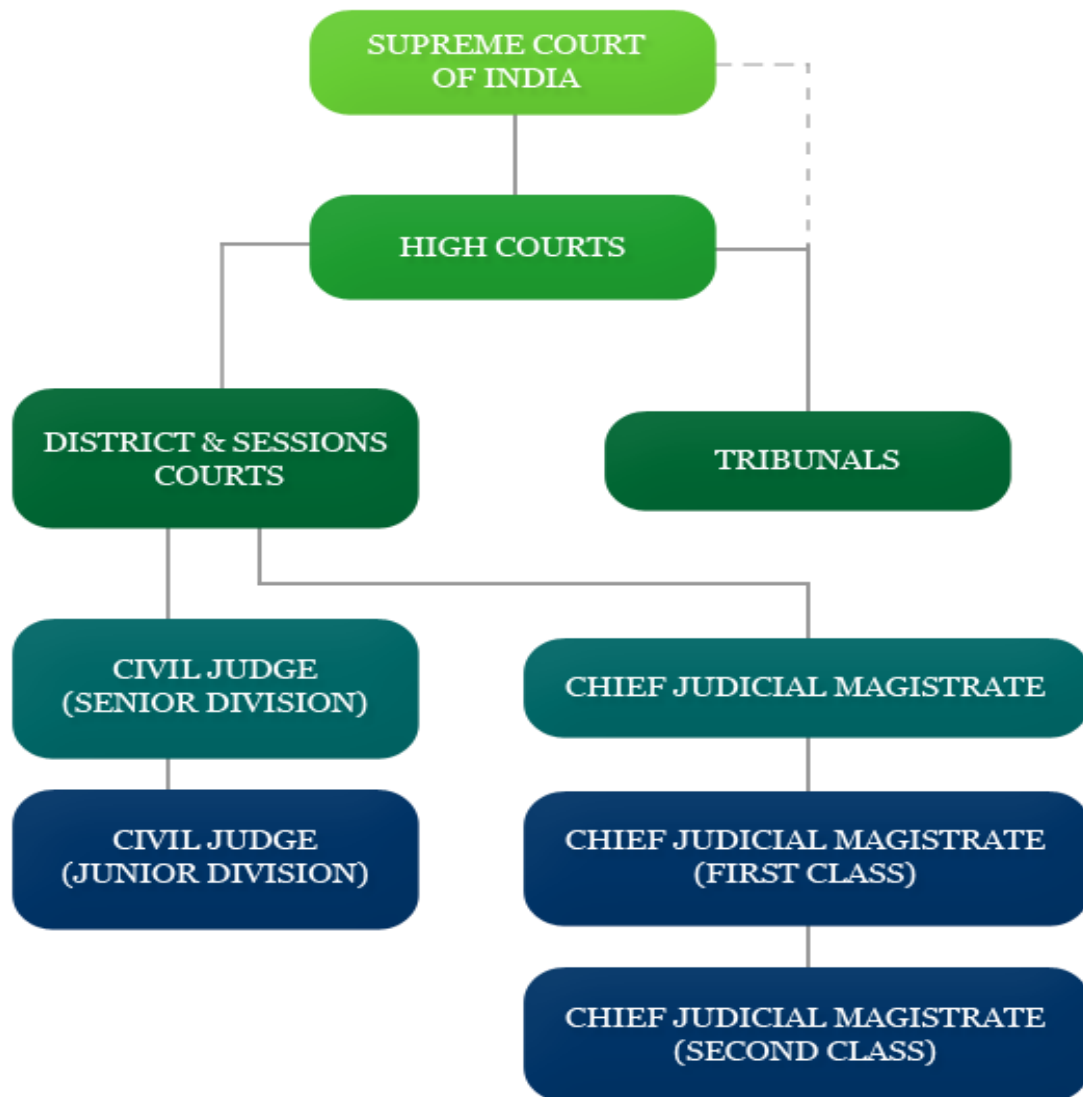 SUPREME COURT
OF INDIA
HIGH COURTS
DISTRICT & SESSIONS
COURTS
TRIBUNALS
CIVIL JUDGE
(SENIOR DIVISION)
CHIEF JUDICIAL MAGISTRATE
CIVIL JUDGE
(JUNIOR DIVISION)
CHIEF JUDICIAL MAGISTRATE
(FIRST CLASS)
CHIEF JUDICIAL MAGISTRATE
(SECOND CLASS)